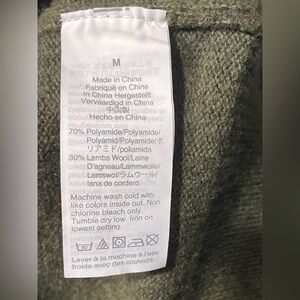 M
Made in China
Fabriqué en Chine
In China Hergestellt
Vervaardigd in China
中国製
Hecho en China
70% Polyamide/Polyamide/
Polyamide/Polyamide/ポ
リアミド/poliamida
30% Lambs Wool/Laine
D'agneau/Lammwolle/
Lamswol/ラムウール/
lana de cordero
Machine wash cold with
like colors inside out. Non
chlorine bleach only.
Tumble dry low. Iron on
lowest setting.
Laver à la machine à l'eau
froide avec des couleurs